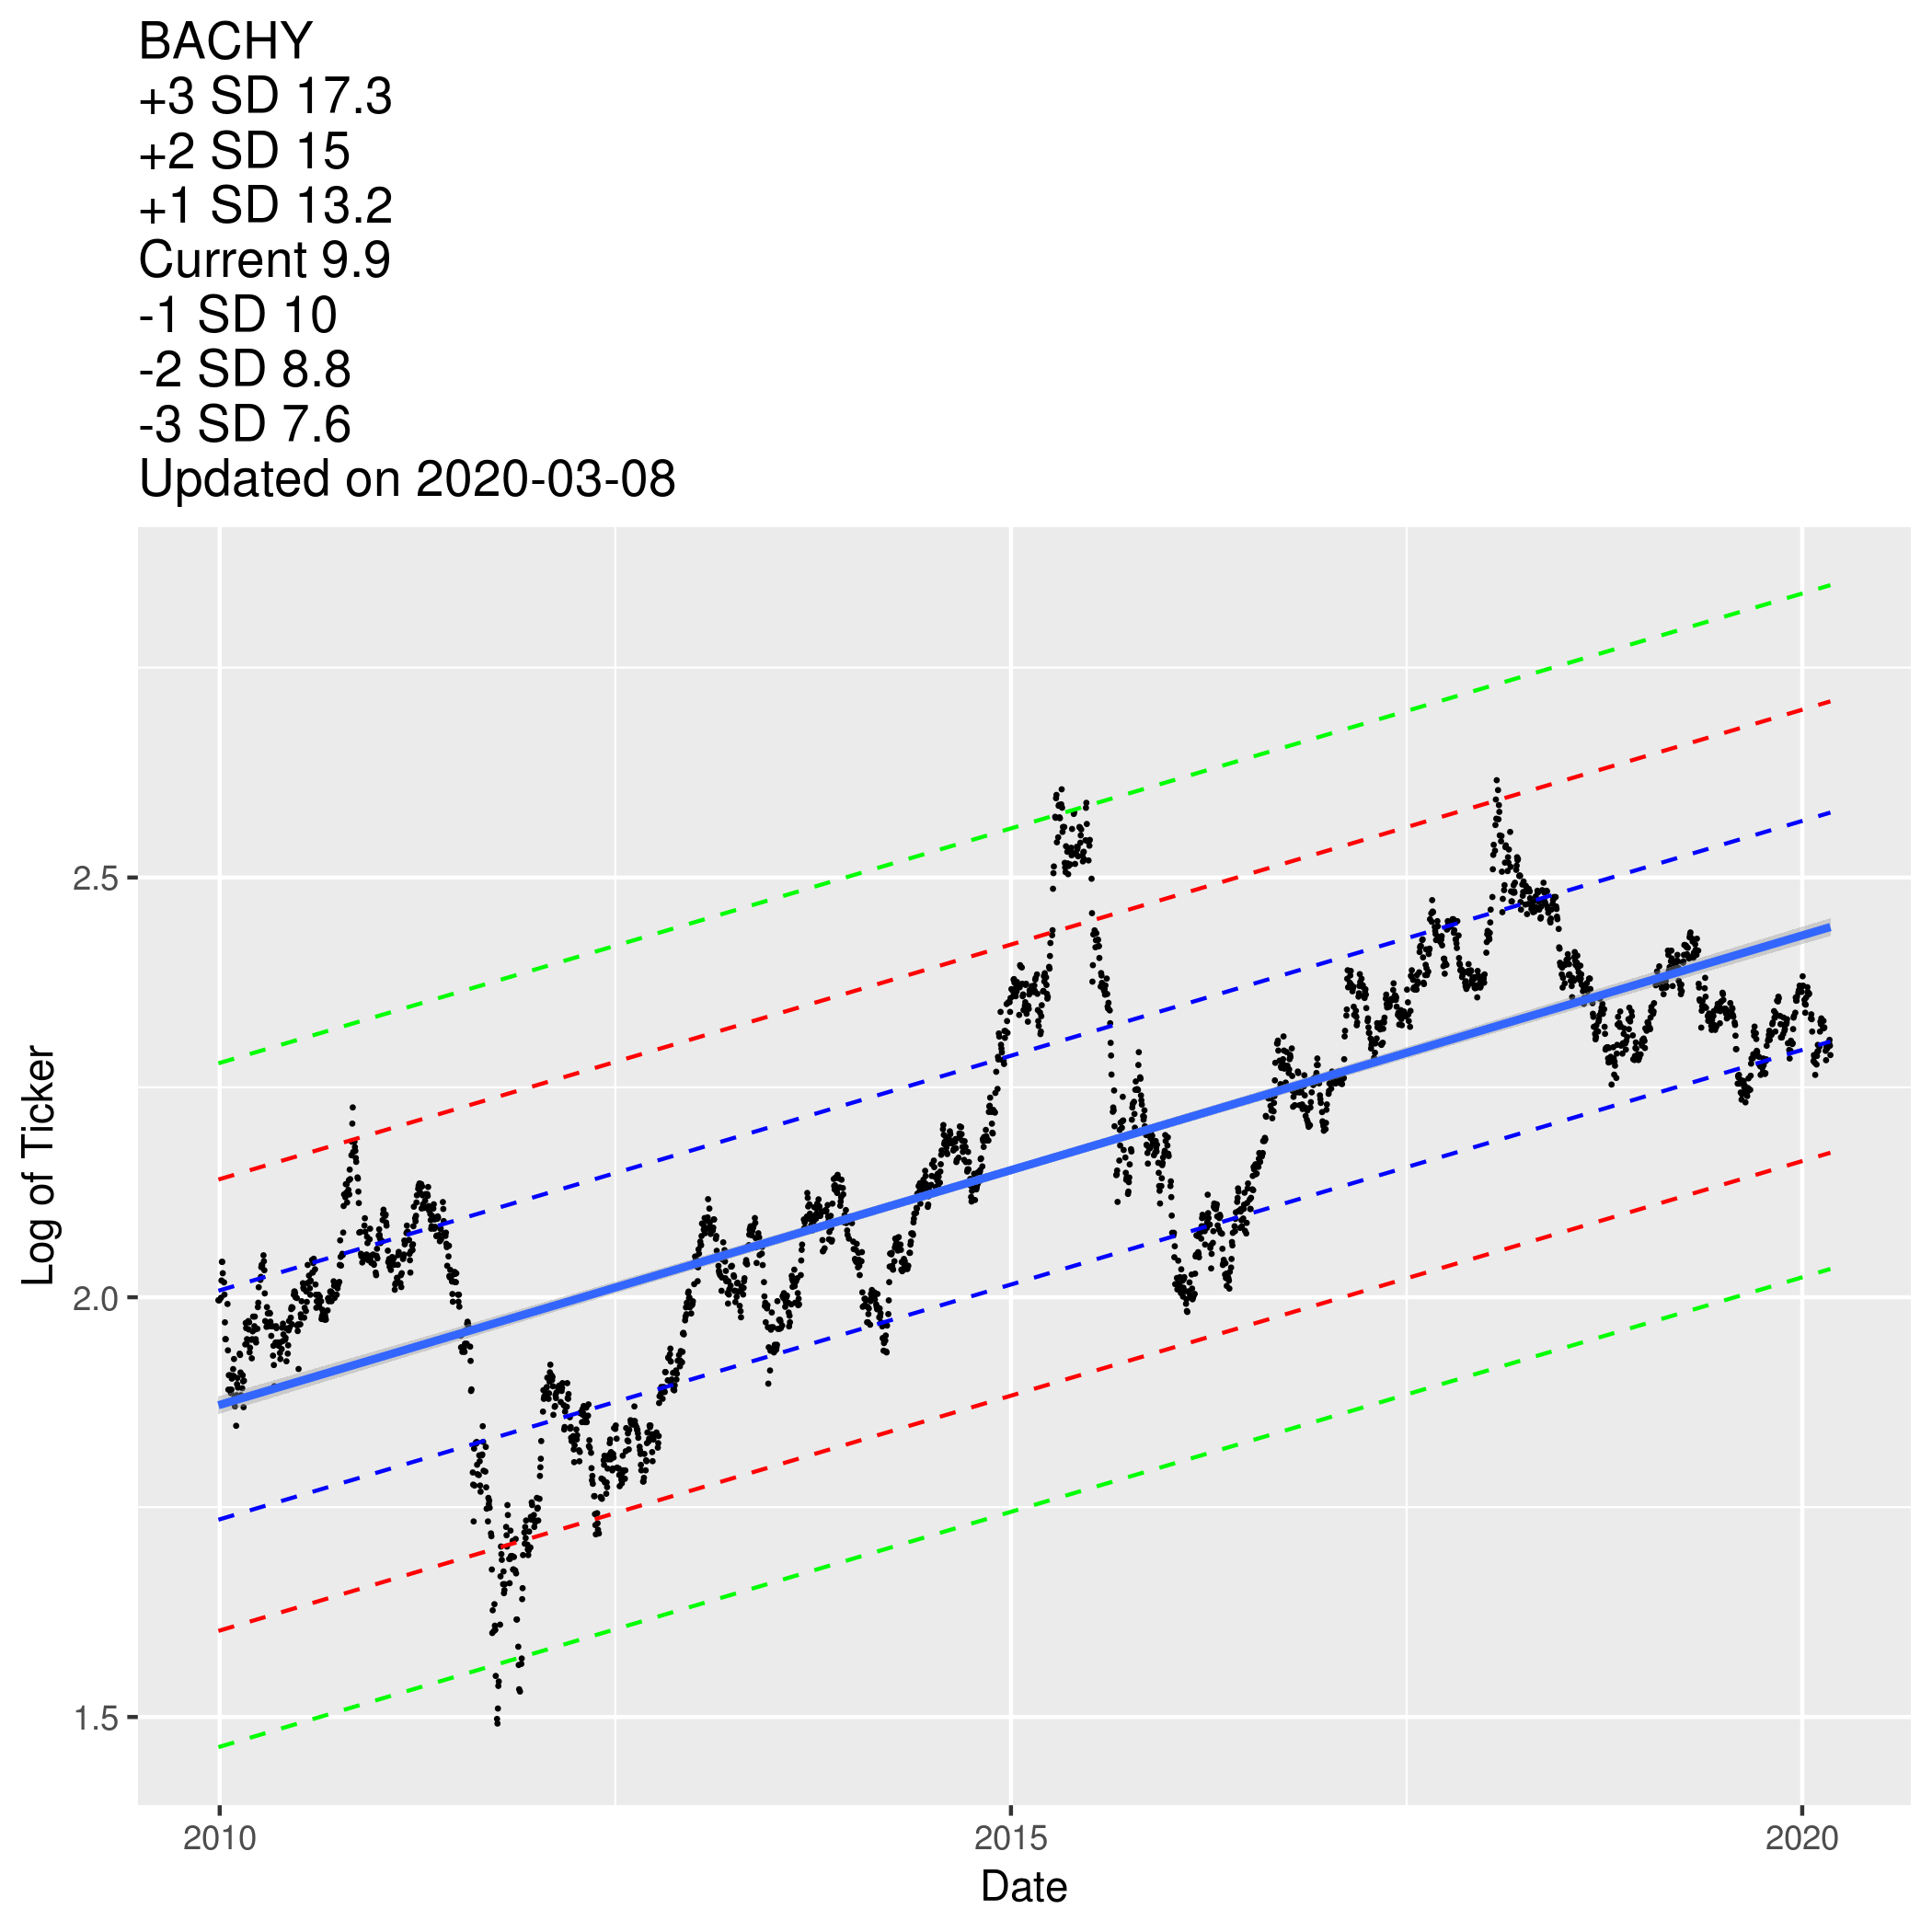 BACHY
+3 SD 17.3
+2 SD 15
+1 SD 13.2
Current 9.9
-1 SD 10
-2 SD 8.8
-3 SD 7.6
Updated on 2020-03-08
Log of Ticker
2.5
2.0
1.5
2010
2015
2020
Date